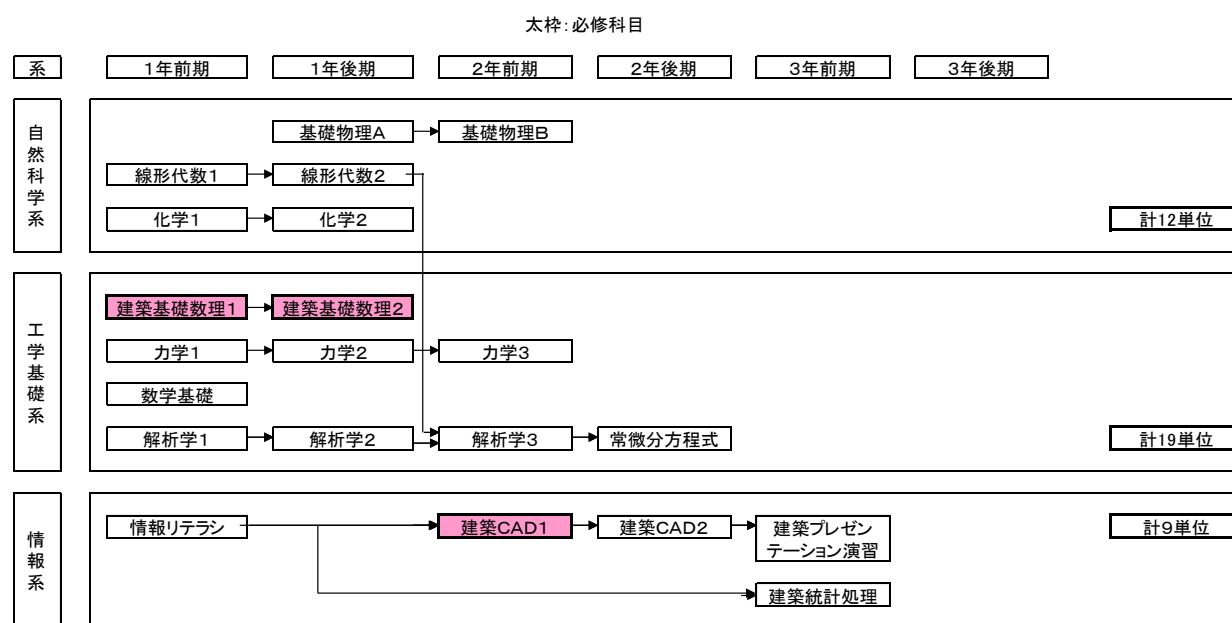 太枠：必修科目
系
1年前期
1年後期
2年前期
2年後期
3年前期
3年後期
自然科学系
基礎物理A
基礎物理B
線形代数1
線形代数2
化学1
化学2
計12単位
工学基礎系
建築基礎数理1
建築基礎数理2
力学1
力学2
力学3
数学基礎
解析学1
解析学2
解析学3
常微分方程式
計19単位
情報系
情報リテラシ
建築CAD1
建築CAD2
建築プレゼン
テーション演習
計9単位
建築統計処理